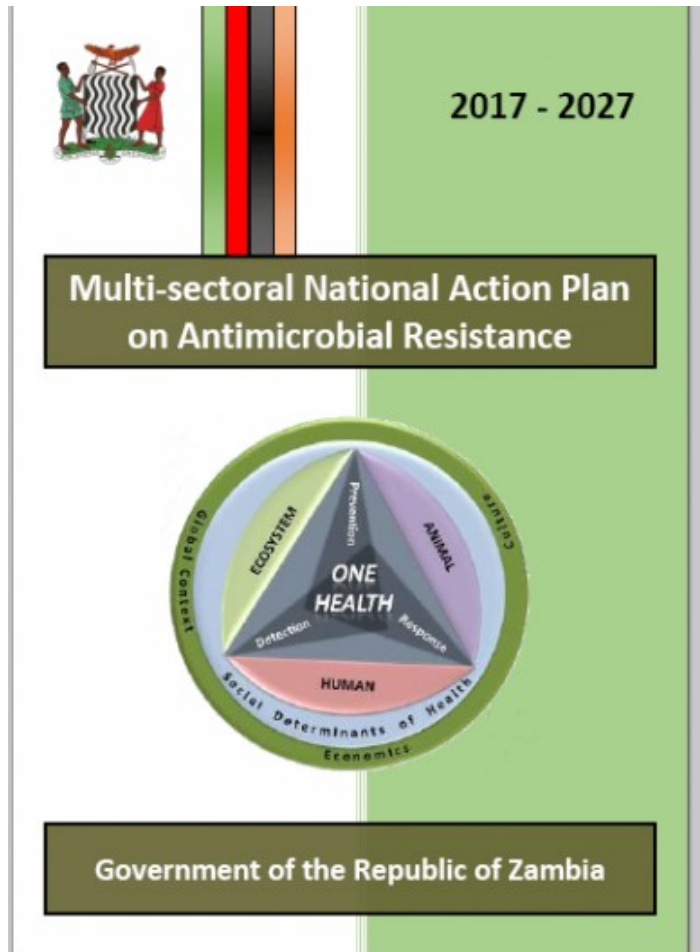 2017 - 2027
Multi-sectoral National Action Plan
on Antimicrobial Resistance
Global Context
Culture
ECOSYSTEM
Prevention
ANIMAL
ONE
HEALTH
Detection
Response
HUMAN
Social Determinants of Health
Economics
Government of the Republic of Zambia